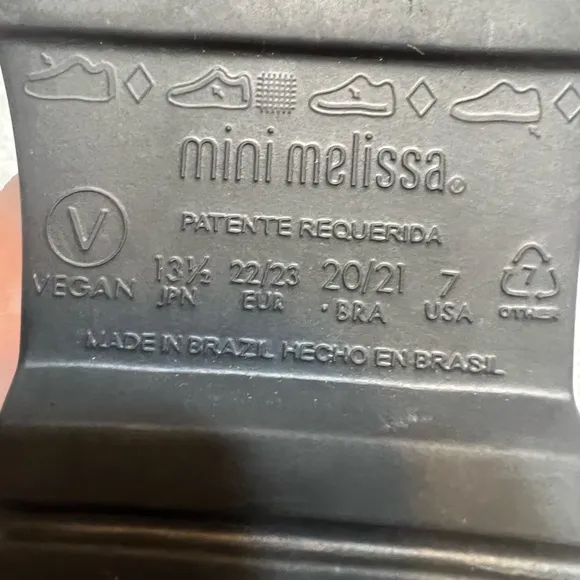 mini melissa®
PATENTE REQUERIDA
V
VEGAN
13½ 22/23 20/21 7
JPN EUR BRA USA
7
OTHER
MADE IN BRAZIL HECHO EN BRASIL